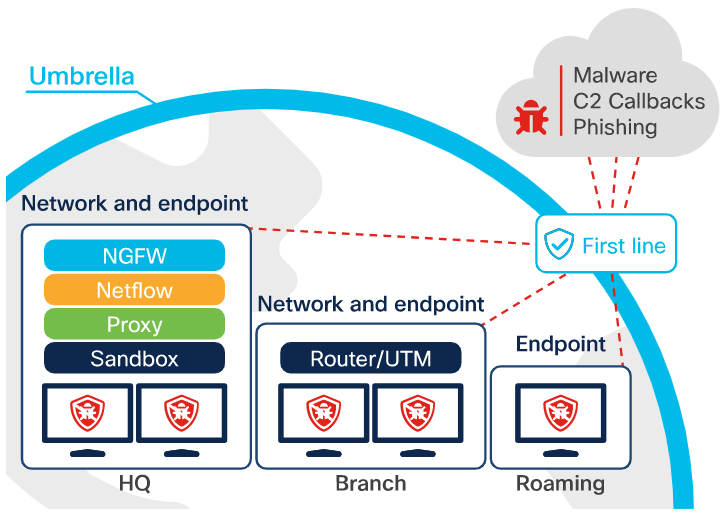 Umbrella
Malware
C2 Callbacks
Phishing
First line
Network and endpoint
NGFW
Netflow
Proxy
Sandbox
HQ
Network and endpoint
Router/UTM
Branch
Endpoint
Roaming